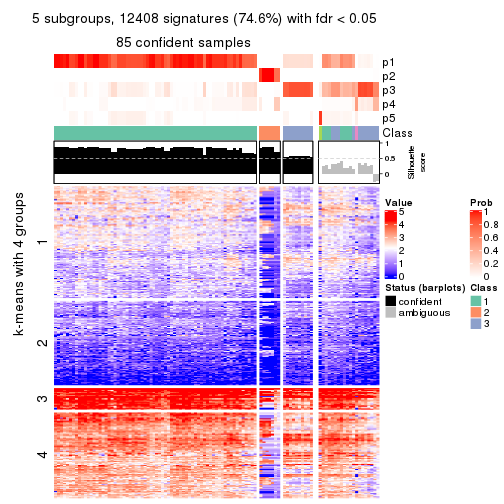 5 subgroups, 12408 signatures (74.6%) with fdr < 0.05
85 confident samples
p1
p2
p3
p4
p5
Class
1
0.5
0
Silhouette
score
k-means with 4 groups
1
2
3
4
Value
5
4
3
2
1
0
Prob
1
0.8
0.6
0.4
0.2
0
Status (barplots)
confident
ambiguous
Class
1
2
3